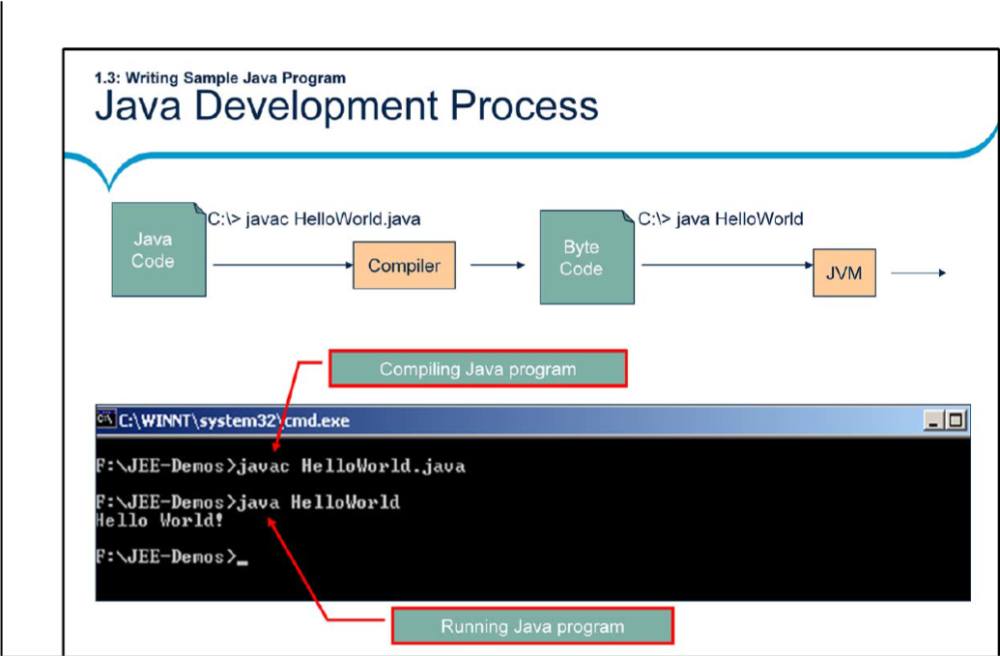 1.3: Writing Sample Java Program
Java Development Process
C:\> javac HelloWorld.java
C:\> java HelloWorld
Java
Code
Compiler
Byte
Code
JVM
Compiling Java program
C:\WINNT\system32\cmd.exe
F:\JEE-Demos>javac HelloWorld.java
F:\JEE-Demos>java HelloWorld
Hello World!
F:\JEE-Demos>_
Running Java program